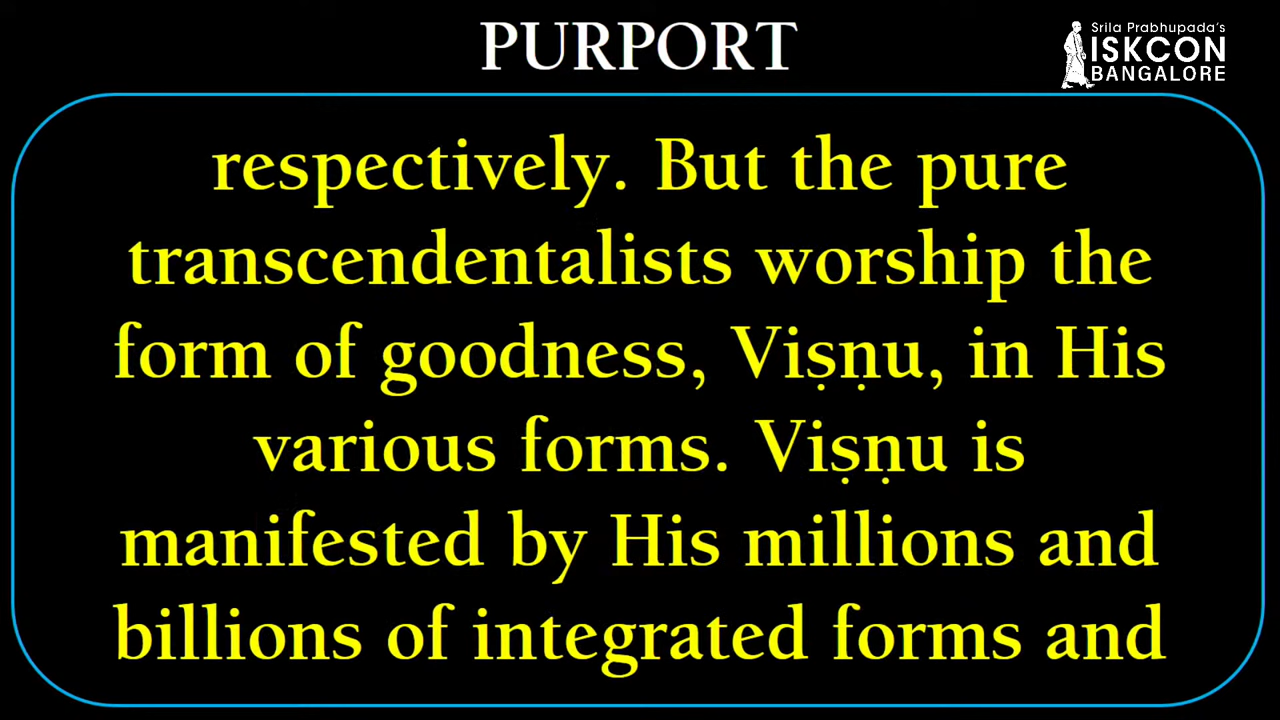 PURPORT
Srila Prabhupada's
ISKCON
BANGALORE
respectively. But the pure
transcendentalists worship the
form of goodness, Viṣṇu, in His
various forms. Viṣṇu is
manifested by His millions and
billions of integrated forms and